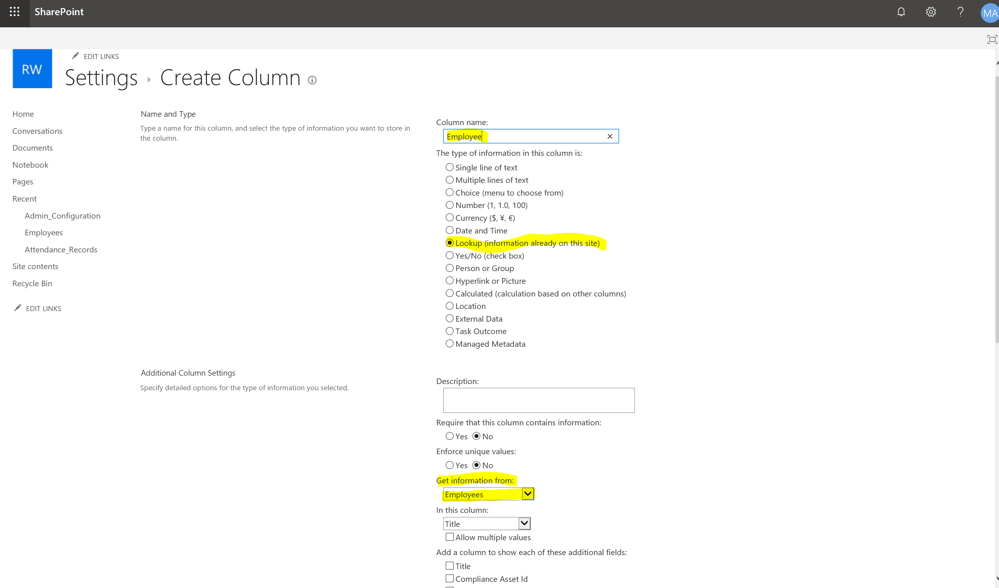 SharePoint
?
MA
RW
EDIT LINKS
Settings
Create Column
Home
Conversations
Documents
Notebook
Pages
Recent
Admin_Configuration
Employees
Attendance_Records
Site contents
Recycle Bin
EDIT LINKS
Name and Type
Type a name for this column, and select the type of information you want to store in
the column.
Column name:
Employee
The type of information in this column is:
Single line of text
Multiple lines of text
Choice (menu to choose from)
Number (1, 1.0, 100)
Currency ($, ¥, €)
Date and Time
Lookup (information already on this site)
Yes/No (check box)
Person or Group
Hyperlink or Picture
Calculated (calculation based on other columns)
Location
External Data
Task Outcome
Managed Metadata
Additional Column Settings
Specify detailed options for the type of information you selected.
Description:
Require that this column contains information:
Yes No
Enforce unique values:
Yes No
Get information from:
Employees
In this column:
Title
Allow multiple values
Add a column to show each of these additional fields:
Title
Compliance Asset Id